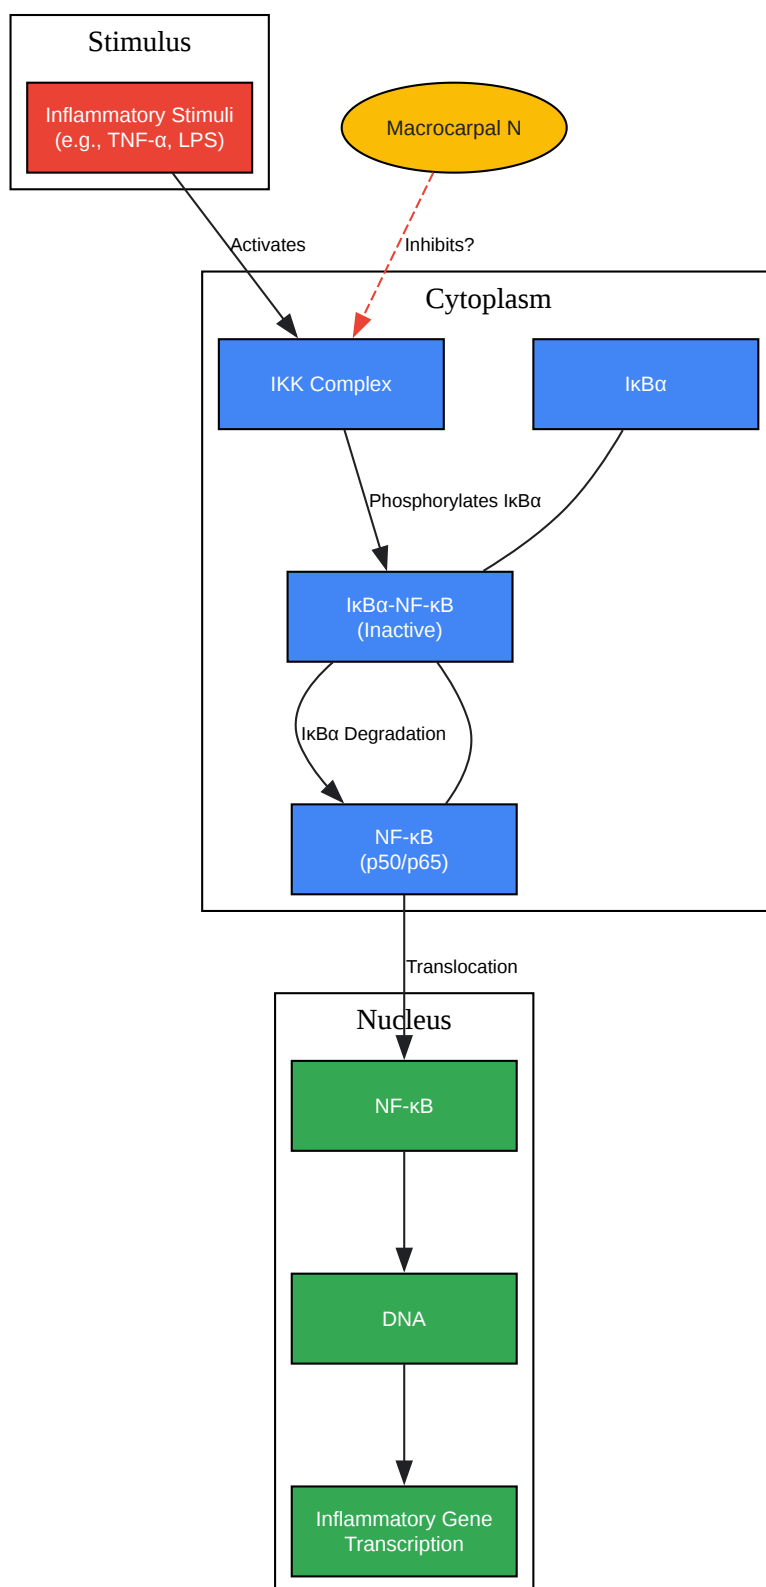 Stimulus
Inflammatory Stimuli
(e.g., TNF-α, LPS)
Macrocarpal N
Activates
Inhibits?
Cytoplasm
IKK Complex
IκBα
Phosphorylates IκBα
IκBα-NF-κB
(Inactive)
IκBα Degradation
NF-κB
(p50/p65)
Translocation
Nucleus
NF-κB
DNA
Inflammatory Gene
Transcription